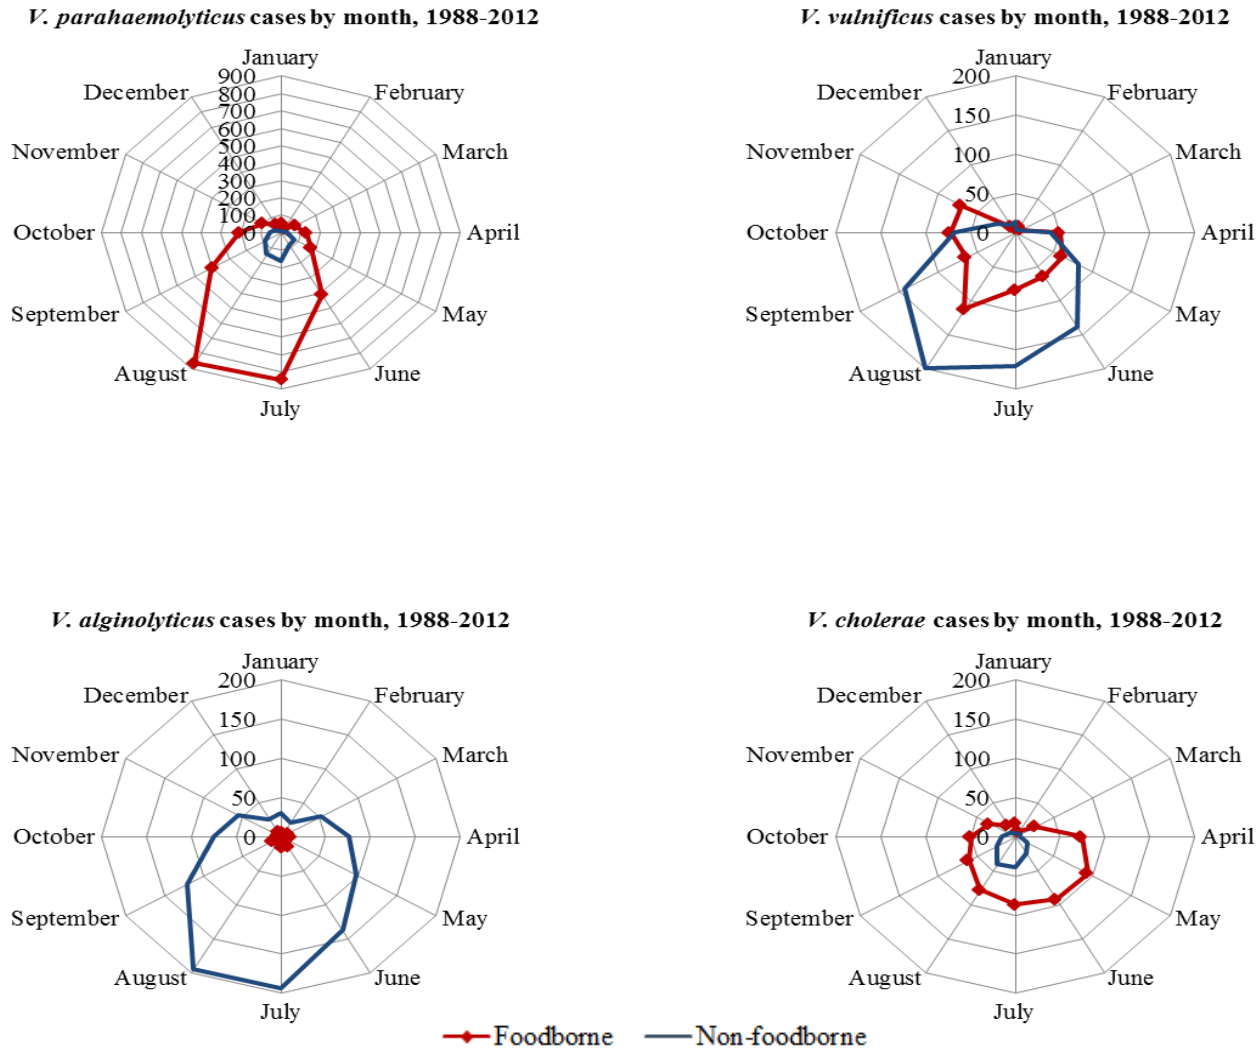 V. parahaemolyticus cases by month, 1988-2012
January
February
March
April
May
June
July
August
September
October
November
December
900
800
700
600
500
400
300
200
100
0
V. vulnificus cases by month, 1988-2012
January
February
March
April
May
June
July
August
September
October
November
December
200
150
100
50
0
V. alginolyticus cases by month, 1988-2012
January
February
March
April
May
June
July
August
September
October
November
December
200
150
100
50
0
V. cholerae cases by month, 1988-2012
January
February
March
April
May
June
July
August
September
October
November
December
200
150
100
50
0
Foodborne
Non-foodborne